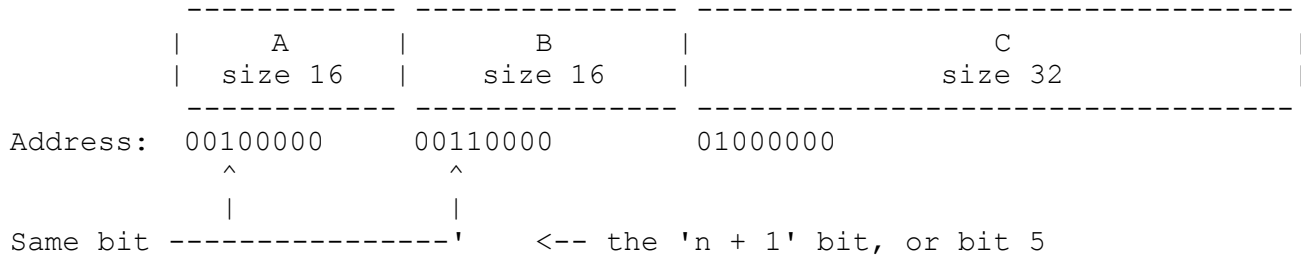 ------------ --------------- ----------------------------------
| A | B | C |
| size 16 | size 16 | size 32 |
------------ --------------- ----------------------------------
Address: 00100000 00110000 01000000
^ ^
| |
Same bit ----------------' <-- the 'n + 1' bit, or bit 5